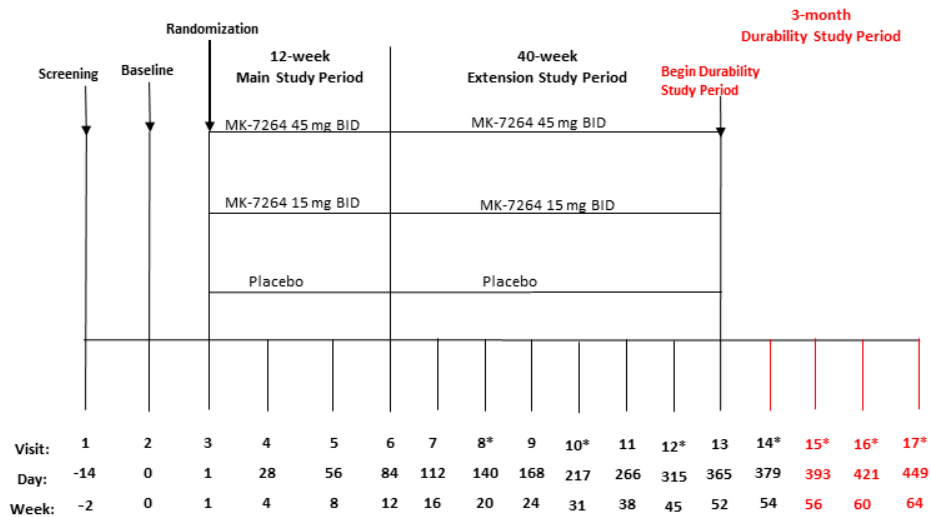 3-month
Durability Study Period
Randomization
12-week
Main Study Period
40-week
Extension Study Period
Screening
Baseline
Begin Durability
Study Period
MK-7264 45 mg BID
MK-7264 45 mg BID
MK-7264 15 mg BID
MK-7264 15 mg BID
Placebo
Placebo
Visit: 1 2 3 4 5 6 7 8* 9 10* 11 12* 13 14* 15* 16* 17*
Day: -14 0 1 28 56 84 112 140 168 217 266 315 365 379 393 421 449
Week: -2 0 1 4 8 12 16 20 24 31 38 45 52 54 56 60 64